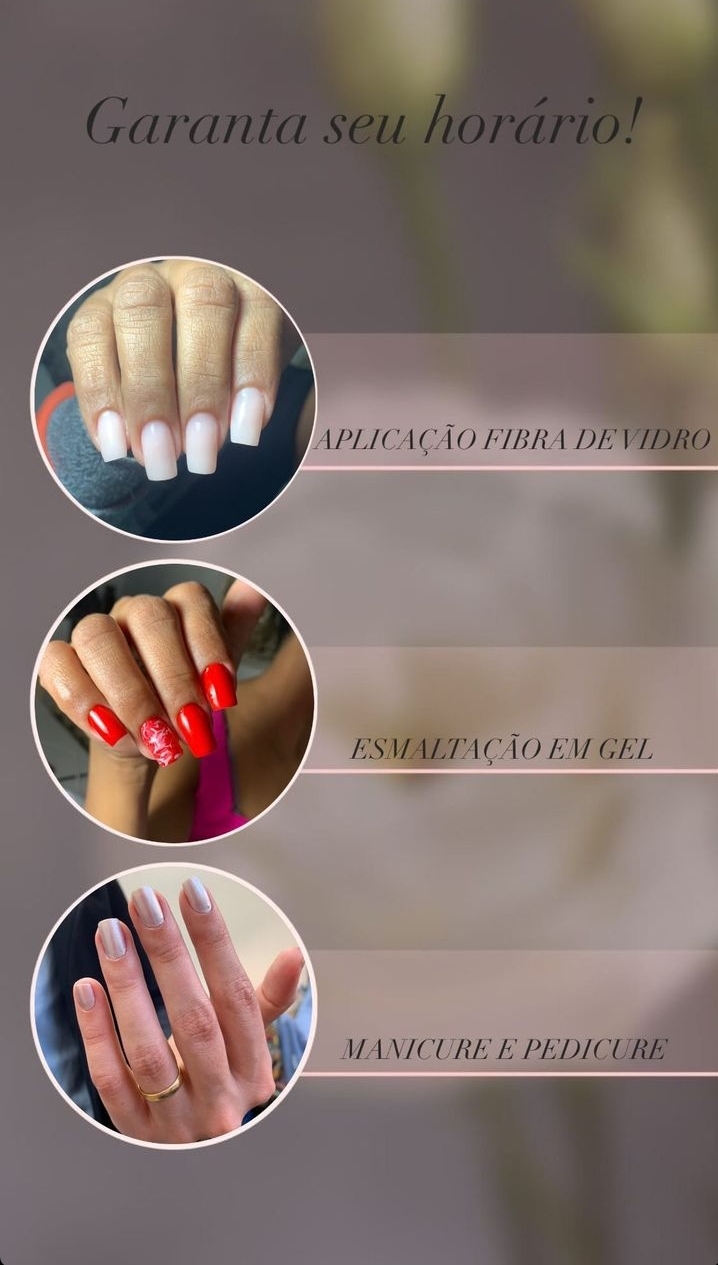 Garanta seu horário!
APLICAÇÃO FIBRA DE VIDRO
ESMALTAÇÃO EM GEL
MANICURE E PEDICURE